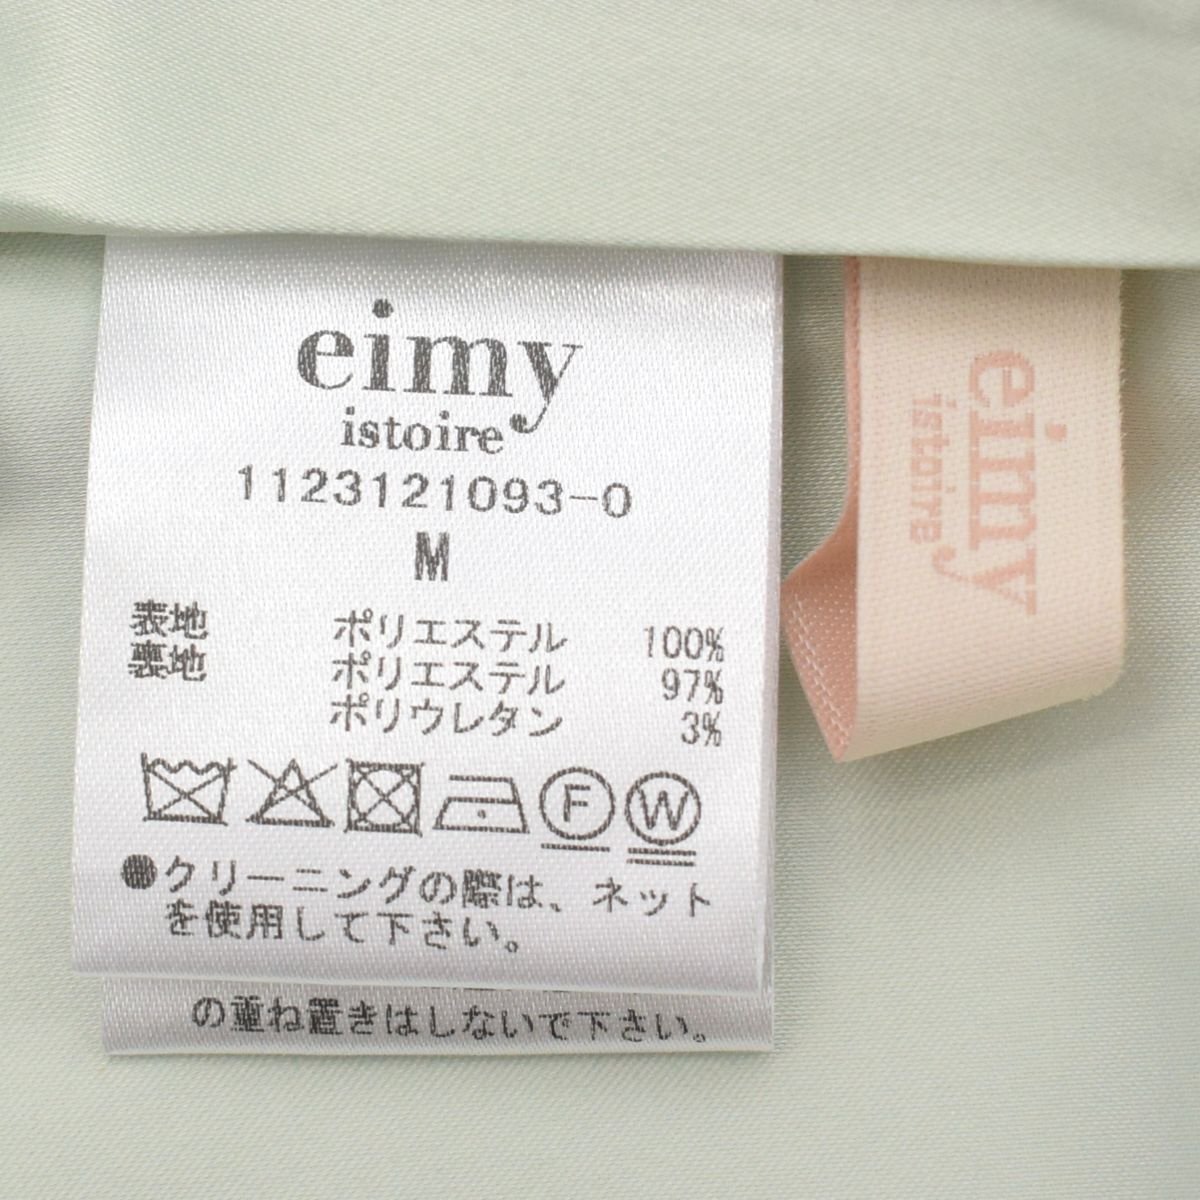 eimy
istoire
1123121093-0
M
表地 ポリエステル 100%
裏地 ポリエステル 97%
ポリウレタン 3%
F W
●クリーニングの際は、ネット
を使用して下さい。
の重ね置きはしないで下さい。
eimy
istoire